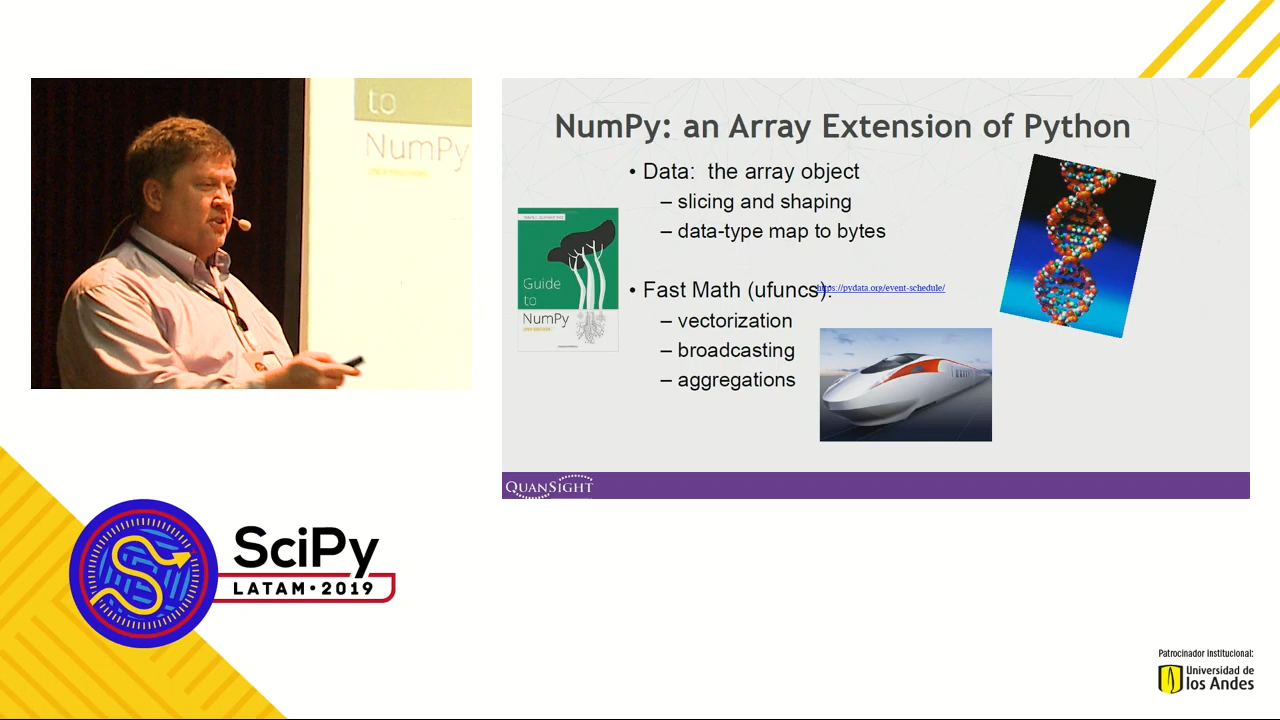 to
NumPy
NumPy: an Array Extension of Python
• Data: the array object
– slicing and shaping
– data-type map to bytes
Guide
to
NumPy
• Fast Math (ufuncs):
https://pydata.org/event-schedule/
– vectorization
– broadcasting
– aggregations
QUANSIGHT
SciPy
LATAM • 2019
Patrocinador Institucional:
Universidad de
los Andes